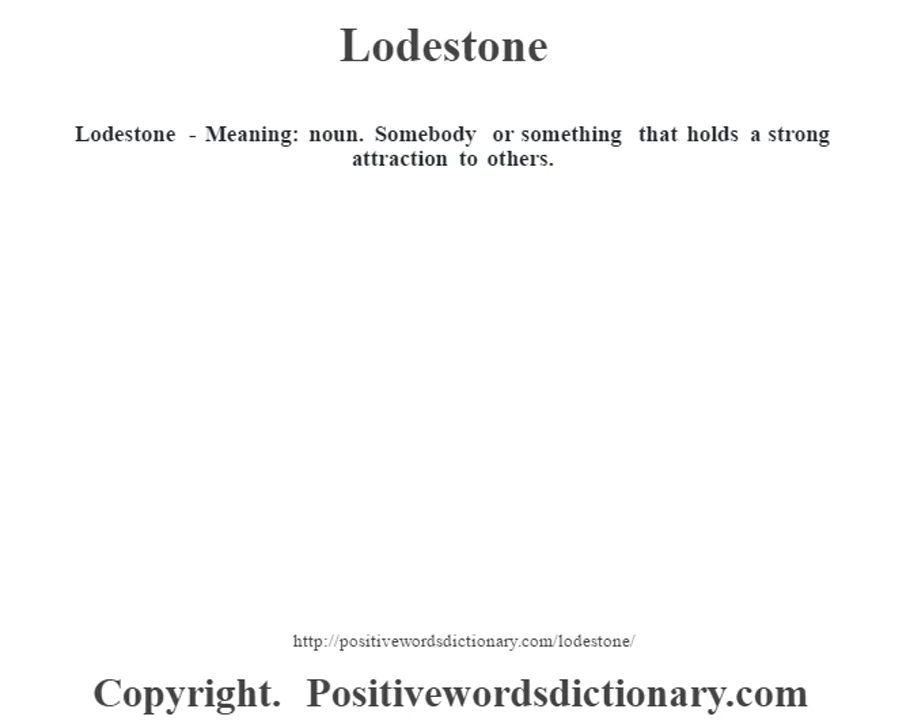 Lodestone
Lodestone - Meaning: noun. Somebody or something that holds a strong
attraction to others.
http://positivewordsdictionary.com/lodestone/
Copyright. Positivewordsdictionary.com